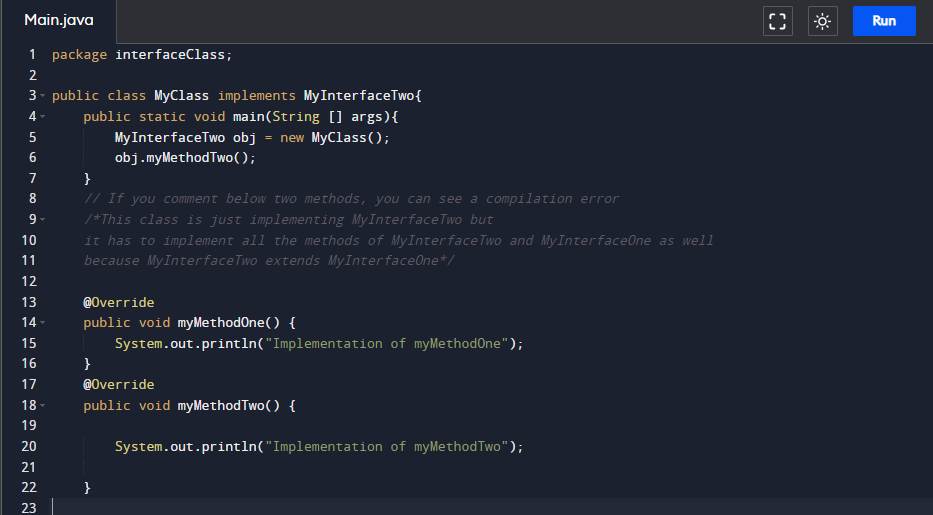 Main.java
Run
1 package interfaceClass;
2
3 public class MyClass implements MyInterfaceTwo{
4 public static void main(String [] args){
5 MyInterfaceTwo obj = new MyClass();
6 obj.myMethodTwo();
7 }
8 // If you comment below two methods, you can see a compilation error
9 /*This class is just implementing MyInterfaceTwo but
10 it has to implement all the methods of MyInterfaceTwo and MyInterfaceOne as well
11 because MyInterfaceTwo extends MyInterfaceOne*/
12
13 @Override
14 public void myMethodOne() {
15 System.out.println("Implementation of myMethodOne");
16 }
17 @Override
18 public void myMethodTwo() {
19
20 System.out.println("Implementation of myMethodTwo");
21
22 }
23